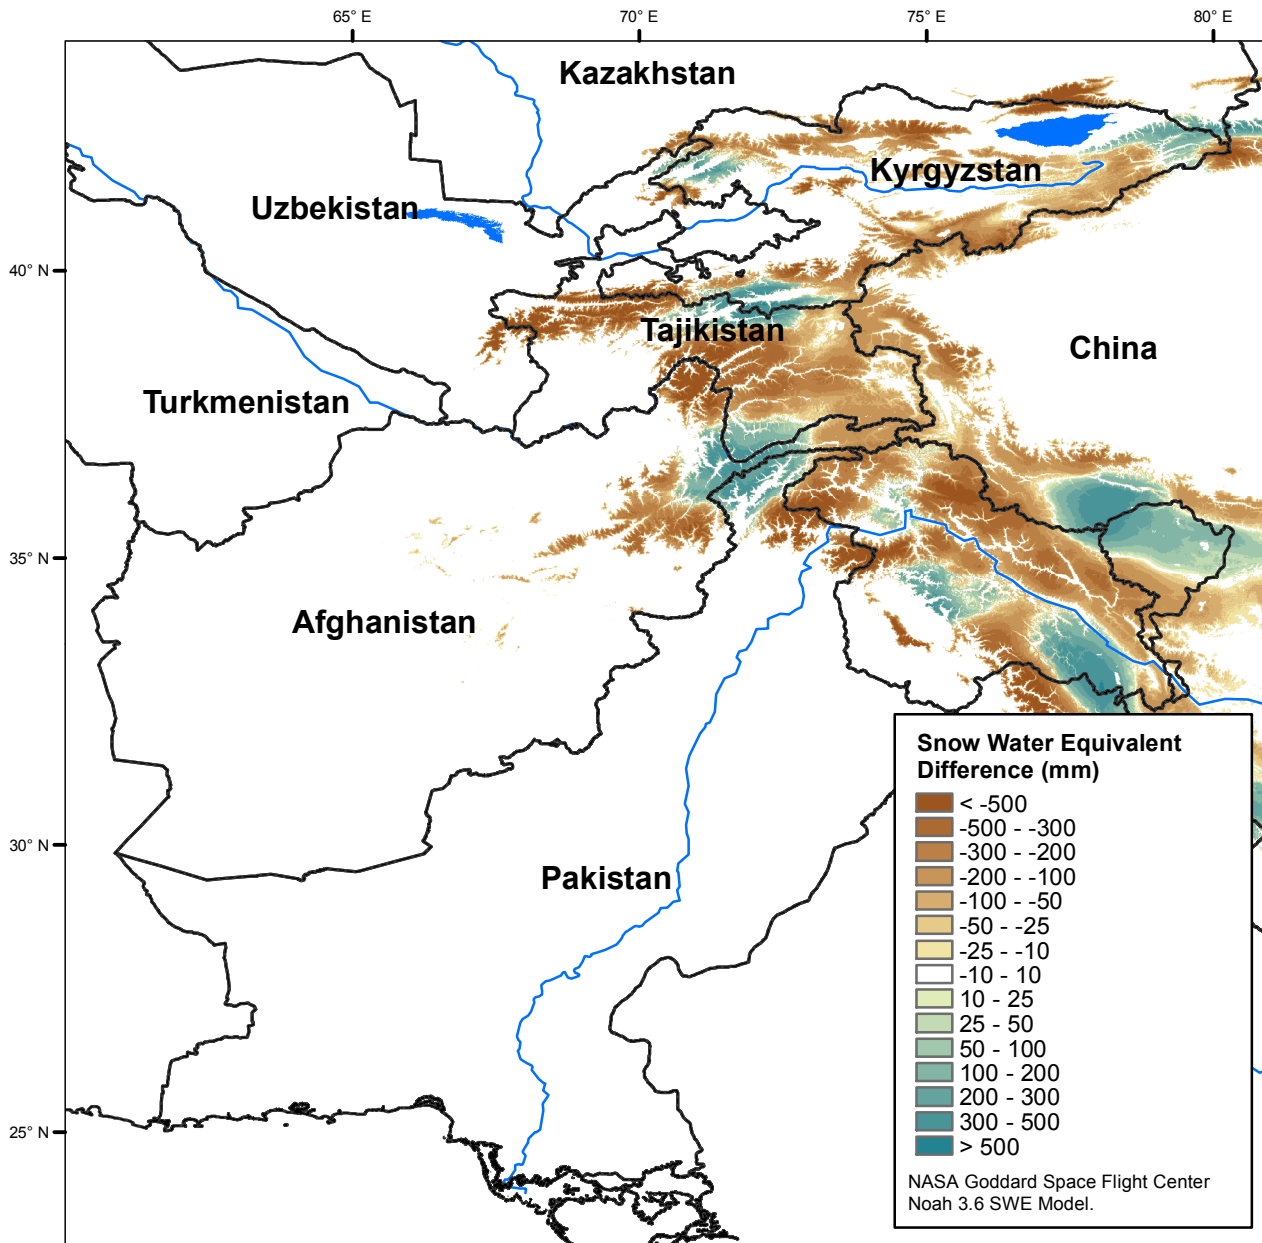 65° E
70° E
75° E
80° E
Kazakhstan
Kyrgyzstan
Uzbekistan
40° N
Tajikistan
China
Turkmenistan
35° N
Afghanistan
Snow Water Equivalent
Difference (mm)
< -500
-500 - -300
-300 - -200
-200 - -100
-100 - -50
-50 - -25
-25 - -10
-10 - 10
10 - 25
25 - 50
50 - 100
100 - 200
200 - 300
300 - 500
> 500
NASA Goddard Space Flight Center
Noah 3.6 SWE Model.
30° N
Pakistan
25° N